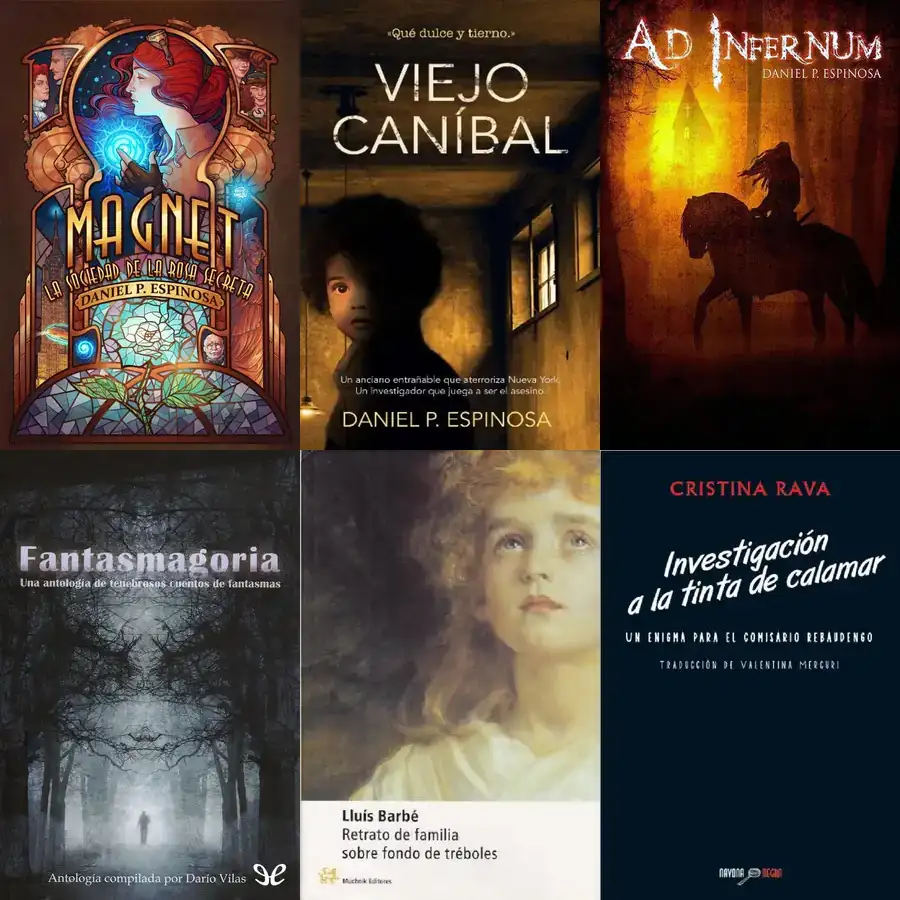 MAGNET
LA SOCIEDAD DE LA ROSA SECRETA
DANIEL P. ESPINOSA
«Qué dulce y tierno.»
VIEJO
CANÍBAL
Un anciano entrañable que aterroriza Nueva York.
Un investigador que juega a ser el asesino.
DANIEL P. ESPINOSA
AD INFERNUM
DANIEL P. ESPINOSA
Fantasmagoria
Una antología de tenebrosos cuentos de fantasmas
Antología compilada por Darío Vilas
Lluís Barbé
Retrato de familia
sobre fondo de tréboles
Muchnik Editores
CRISTINA RAVA
Investigación
a la tinta de calamar
UN ENIGMA PARA EL COMISARIO REBAUDENGO
TRADUCCIÓN DE VALENTINA MERCURI
NAVONA NEGRA